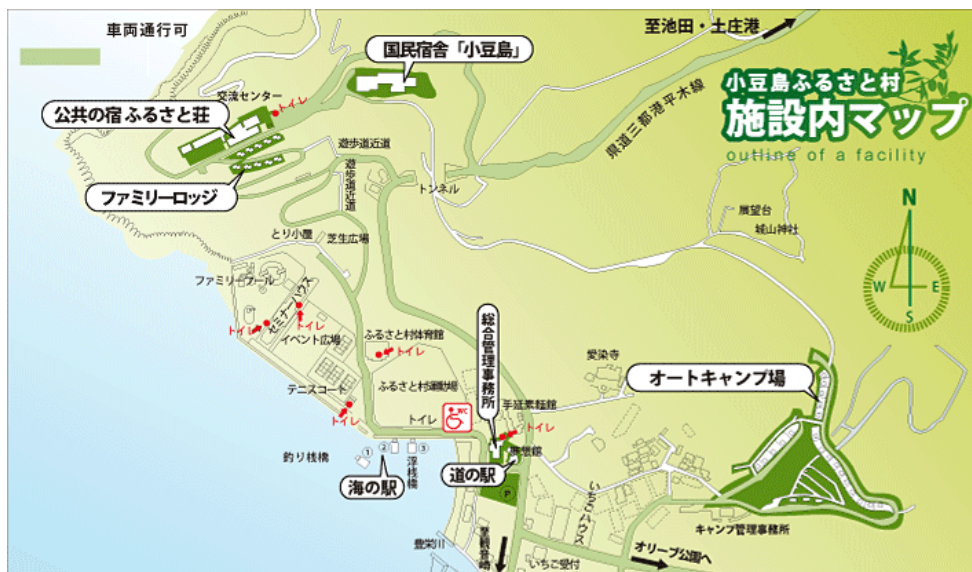 車両通行可
国民宿舎「小豆島」
至池田・土庄港
小豆島ふるさと村
施設内マップ
outline of a facility
交流センター
トイレ
公共の宿 ふるさと荘
県道三都港平木線
遊歩道近道
遊歩道近道
ファミリーロッジ
トンネル
N
W
E
S
展望台
城山神社
とり小屋
芝生広場
ファミリープール
セミナーハウス
トイレ
トイレ
イベント広場
ふるさと村体育館
トイレ
総合管理事務所
愛染寺
オートキャンプ場
テニスコート
ふるさと村運動場
手延素麺館
トイレ
トイレ
WC
トイレ
釣り桟橋
①
②
③
海の駅
浮桟橋
道の駅
P
いちごハウス
キャンプ管理事務所
豊栄川
至観音崎
いちご受付
オリーブ公園へ